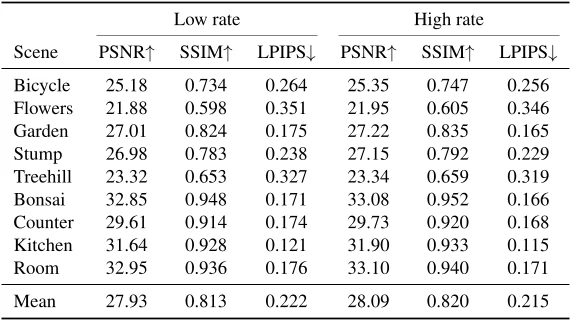 Low rate High rate
Scene PSNR↑ SSIM↑ LPIPS↓ PSNR↑ SSIM↑ LPIPS↓
Bicycle 25.18 0.734 0.264 25.35 0.747 0.256
Flowers 21.88 0.598 0.351 21.95 0.605 0.346
Garden 27.01 0.824 0.175 27.22 0.835 0.165
Stump 26.98 0.783 0.238 27.15 0.792 0.229
Treehill 23.32 0.653 0.327 23.34 0.659 0.319
Bonsai 32.85 0.948 0.171 33.08 0.952 0.166
Counter 29.61 0.914 0.174 29.73 0.920 0.168
Kitchen 31.64 0.928 0.121 31.90 0.933 0.115
Room 32.95 0.936 0.176 33.10 0.940 0.171
Mean 27.93 0.813 0.222 28.09 0.820 0.215